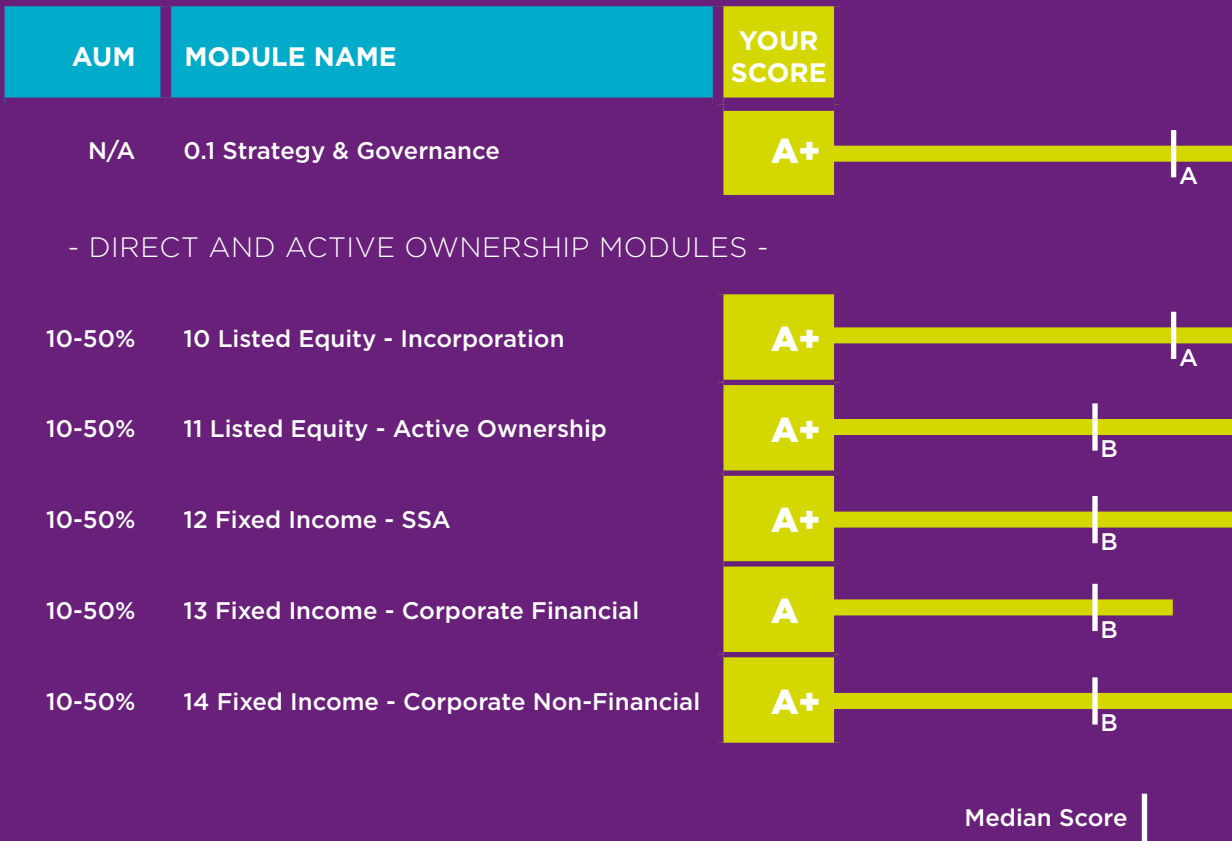 AUM MODULE NAME YOUR SCORE
N/A 0.1 Strategy & Governance A+
A
- DIRECT AND ACTIVE OWNERSHIP MODULES -
10-50% 10 Listed Equity - Incorporation A+
A
10-50% 11 Listed Equity - Active Ownership A+
B
10-50% 12 Fixed Income - SSA A+
B
10-50% 13 Fixed Income - Corporate Financial A
B
10-50% 14 Fixed Income - Corporate Non-Financial A+
B
Median Score